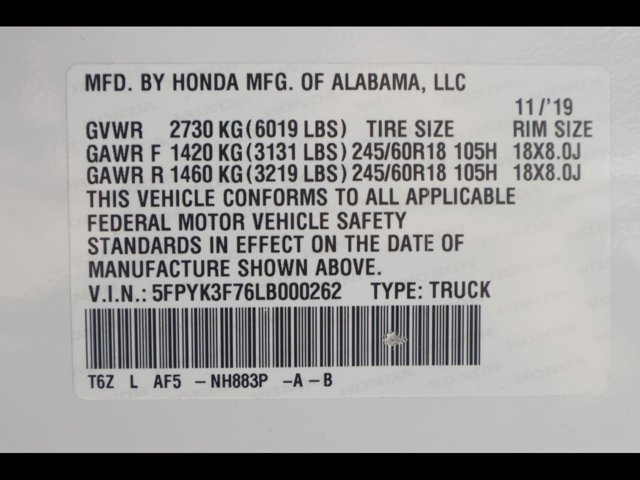 MFD. BY HONDA MFG. OF ALABAMA, LLC
11/'19
GVWR 2730 KG(6019 LBS) TIRE SIZE RIM SIZE
GAWR F 1420 KG(3131 LBS) 245/60R18 105H 18X8.0J
GAWR R 1460 KG(3219 LBS) 245/60R18 105H 18X8.0J
THIS VEHICLE CONFORMS TO ALL APPLICABLE
FEDERAL MOTOR VEHICLE SAFETY
STANDARDS IN EFFECT ON THE DATE OF
MANUFACTURE SHOWN ABOVE.
V.I.N.: 5FPYK3F76LB000262 TYPE: TRUCK
T6Z L AF5 -NH883P -A-B